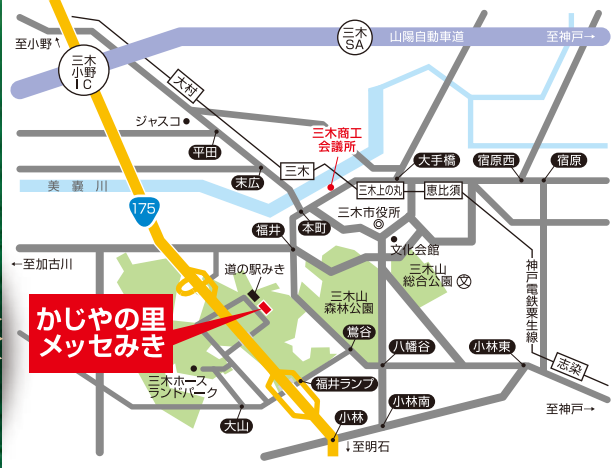 至小野
三木
小野
IC
三木
SA
山陽自動車道
至神戸→
大村
ジャスコ
平田
三木商工
会議所
末広
三木
大手橋
宿原西
宿原
三木上の丸
恵比須
美嚢川
175
本町
三木市役所
福井
文化会館
←至加古川
道の駅みき
三木山
総合公園
文
神戸電鉄粟生線
三木山
森林公園
かじやの里
メッセみき
鶯谷
八幡谷
小林東
志染
三木ホース
ランドパーク
福井ランプ
大山
小林
小林南
至神戸→
↓至明石